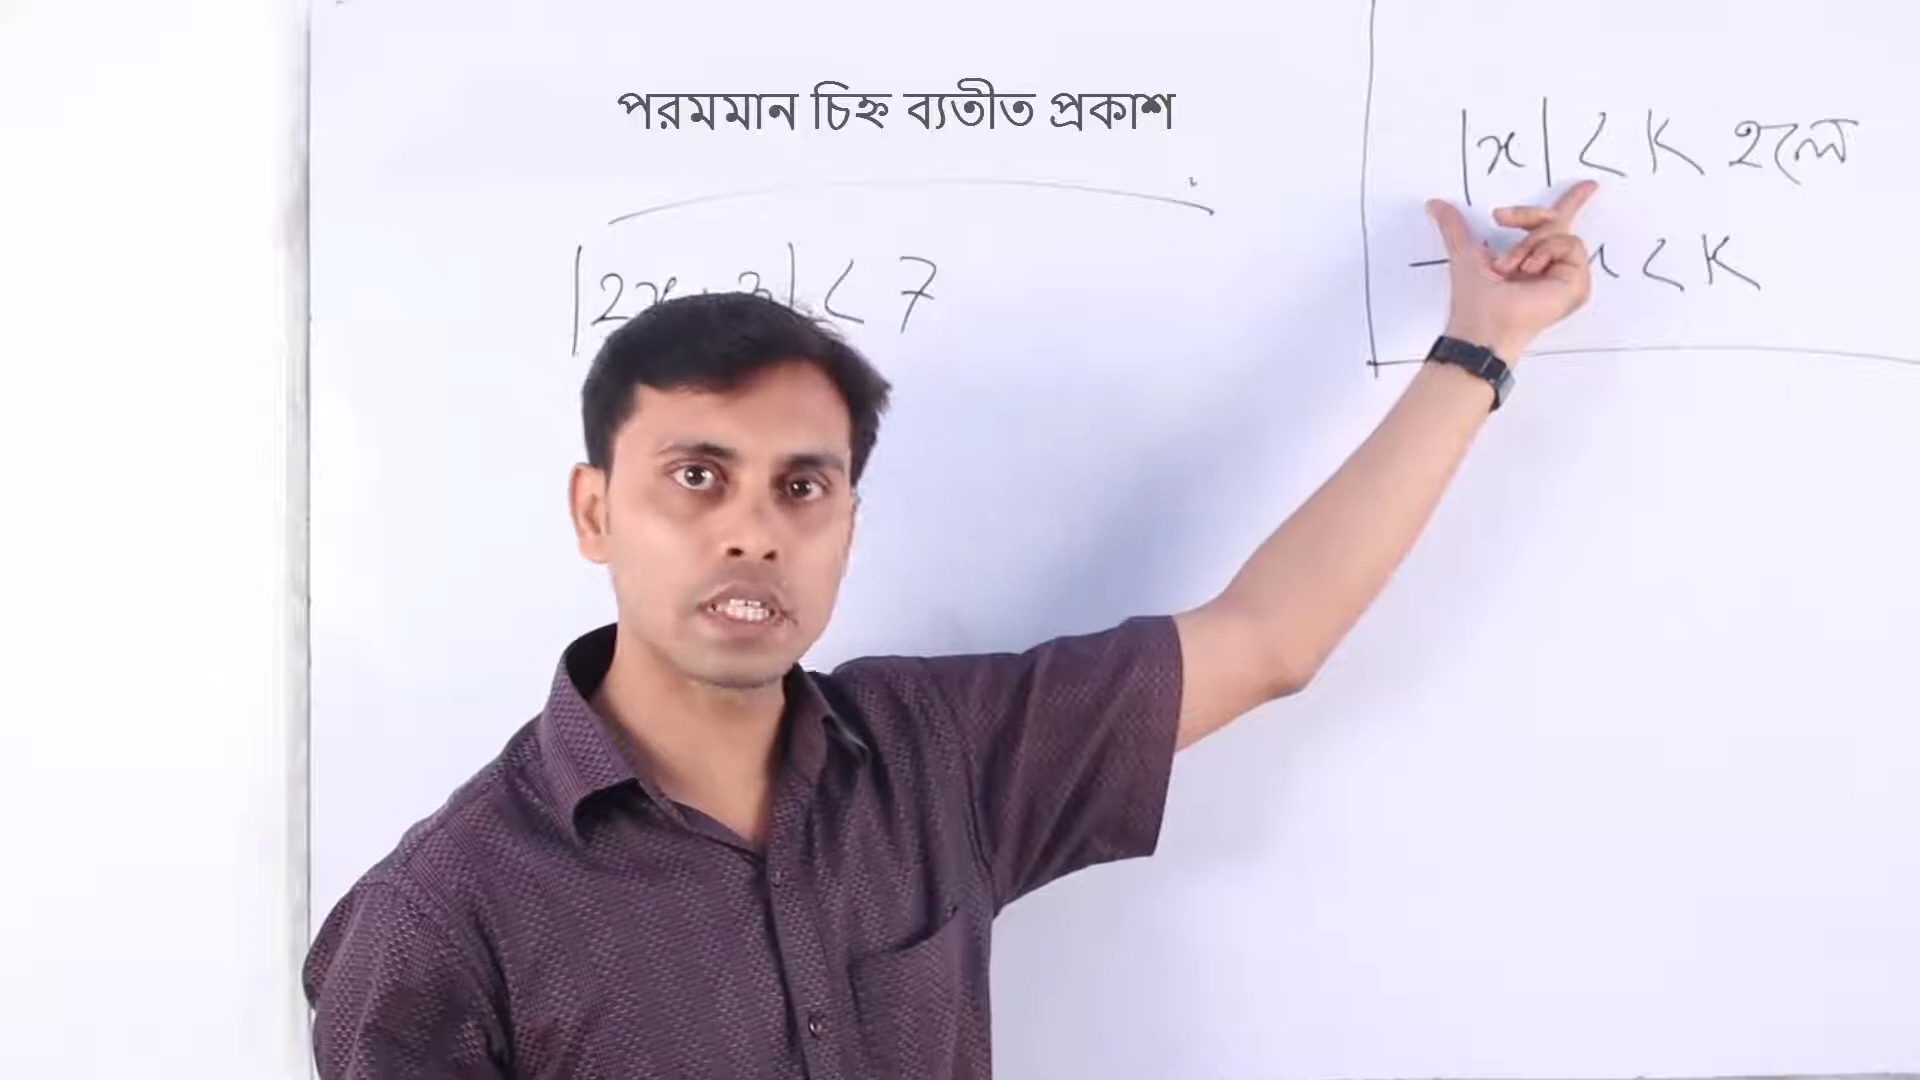 পরমমান চিহ্ন ব্যতীত প্রকাশ
|x| < K হলে
|2x + 3| < 7
< K